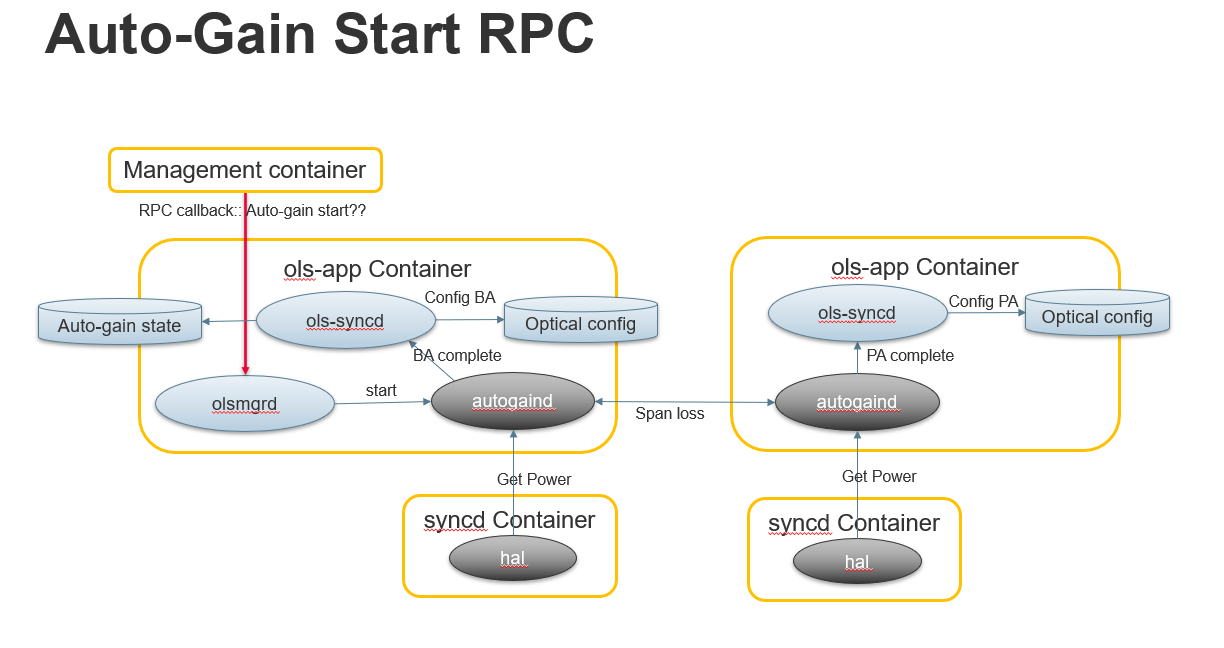 Auto-Gain Start RPC
Management container
RPC callback:: Auto-gain start??
ols-app Container
ols-app Container
Config BA
Config PA
Auto-gain state
ols-syncd
Optical config
ols-syncd
Optical config
BA complete
PA complete
start
olsmgrd
autogaind
Span loss
autogaind
Get Power
Get Power
syncd Container
syncd Container
hal
hal